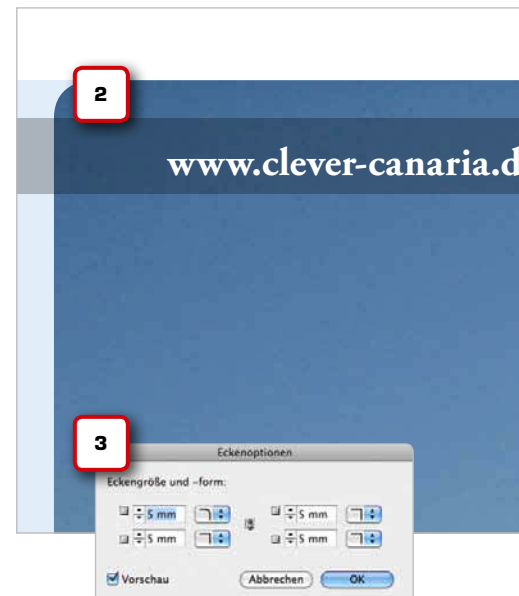 2
www.clever-canaria.d
3
Eckenoptionen
Eckengröße und -form:
5 mm 5 mm
5 mm 5 mm
Vorschau Abbrechen OK